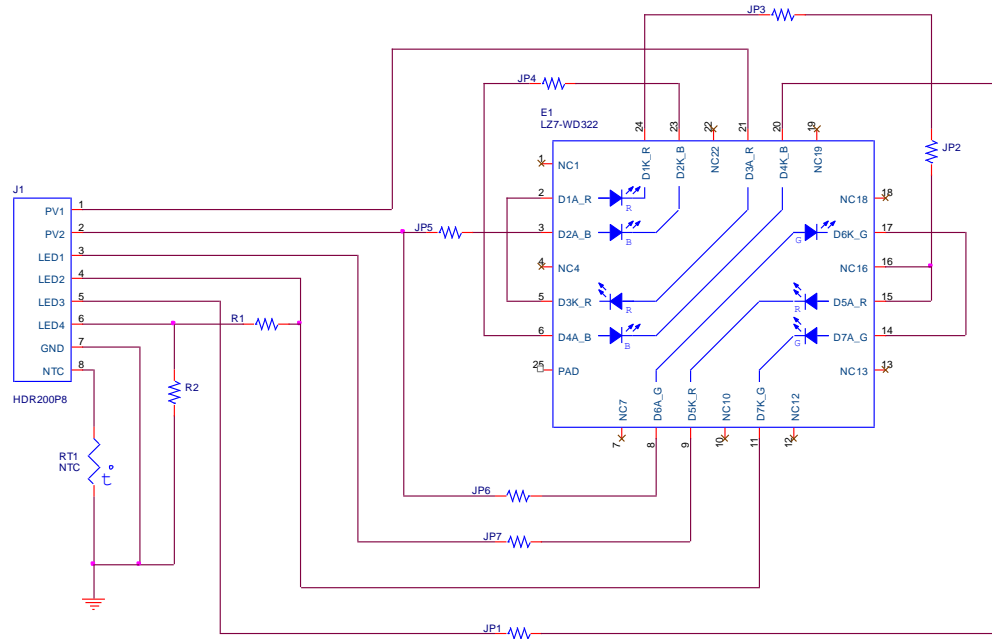 JP3
JP4
E1
LZ7-WD322
24
23
22
21
20
19
D1K_R
D2K_B
NC22
D3A_R
D4K_B
NC19
JP2
1
NC1
2
D1A_R
R
3
D2A_B
B
4
NC4
5
D3K_R
R
6
D4A_B
B
25
PAD
18
NC18
17
D6K_G
G
16
NC16
15
D5A_R
R
14
D7A_G
G
13
NC13
NC7
D6A_G
D5K_R
NC10
D7K_G
NC12
7
8
9
10
11
12
J1
PV1
1
PV2
2
LED1
3
LED2
4
LED3
5
LED4
6
GND
7
NTC
8
HDR200P8
JP5
R1
R2
RT1
NTC
t°
JP6
JP7
JP1